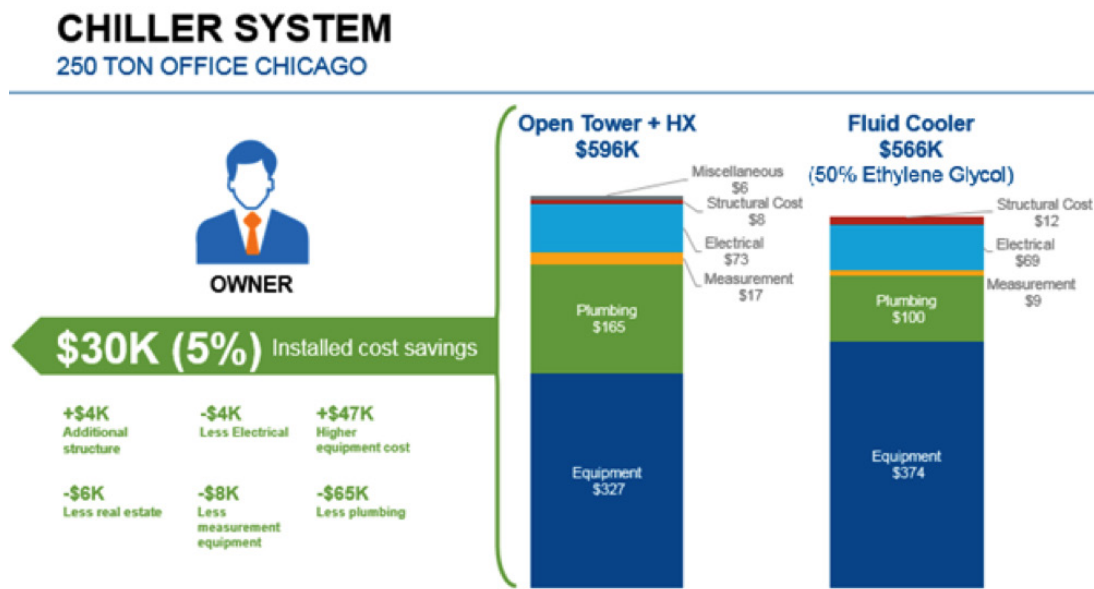 CHILLER SYSTEM
250 TON OFFICE CHICAGO
OWNER
$30K (5%) Installed cost savings
+$4K
Additional
structure
-$4K
Less Electrical
+$47K
Higher
equipment cost
-$6K
Less real estate
-$8K
Less
measurement
equipment
-$65K
Less plumbing
Open Tower + HX
$596K
Miscellaneous
$6
Structural Cost
$8
Electrical
$73
Measurement
$17
Plumbing
$165
Equipment
$327
Fluid Cooler
$566K
(50% Ethylene Glycol)
Structural Cost
$12
Electrical
$69
Measurement
$9
Plumbing
$100
Equipment
$374